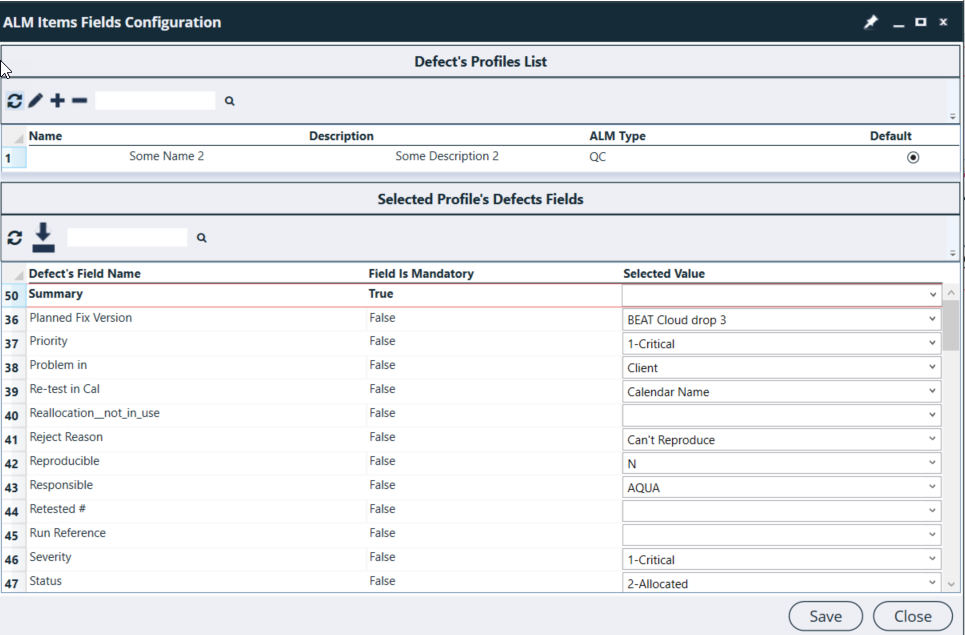 ALM Items Fields Configuration
Defect's Profiles List
Name Description ALM Type Default
1 Some Name 2 Some Description 2 QC
Selected Profile's Defects Fields
Defect's Field Name Field Is Mandatory Selected Value
50 Summary True
36 Planned Fix Version False BEAT Cloud drop 3
37 Priority False 1-Critical
38 Problem in False Client
39 Re-test in Cal False Calendar Name
40 Reallocation__not_in_use False
41 Reject Reason False Can't Reproduce
42 Reproducible False N
43 Responsible False AQUA
44 Retested # False
45 Run Reference False
46 Severity False 1-Critical
47 Status False 2-Allocated
Save Close